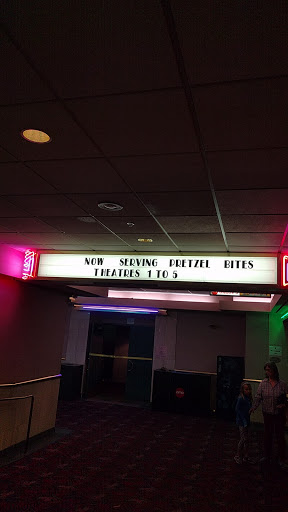 NOW SERVING PRETZEL BITES
THEATRES 1 TO 5